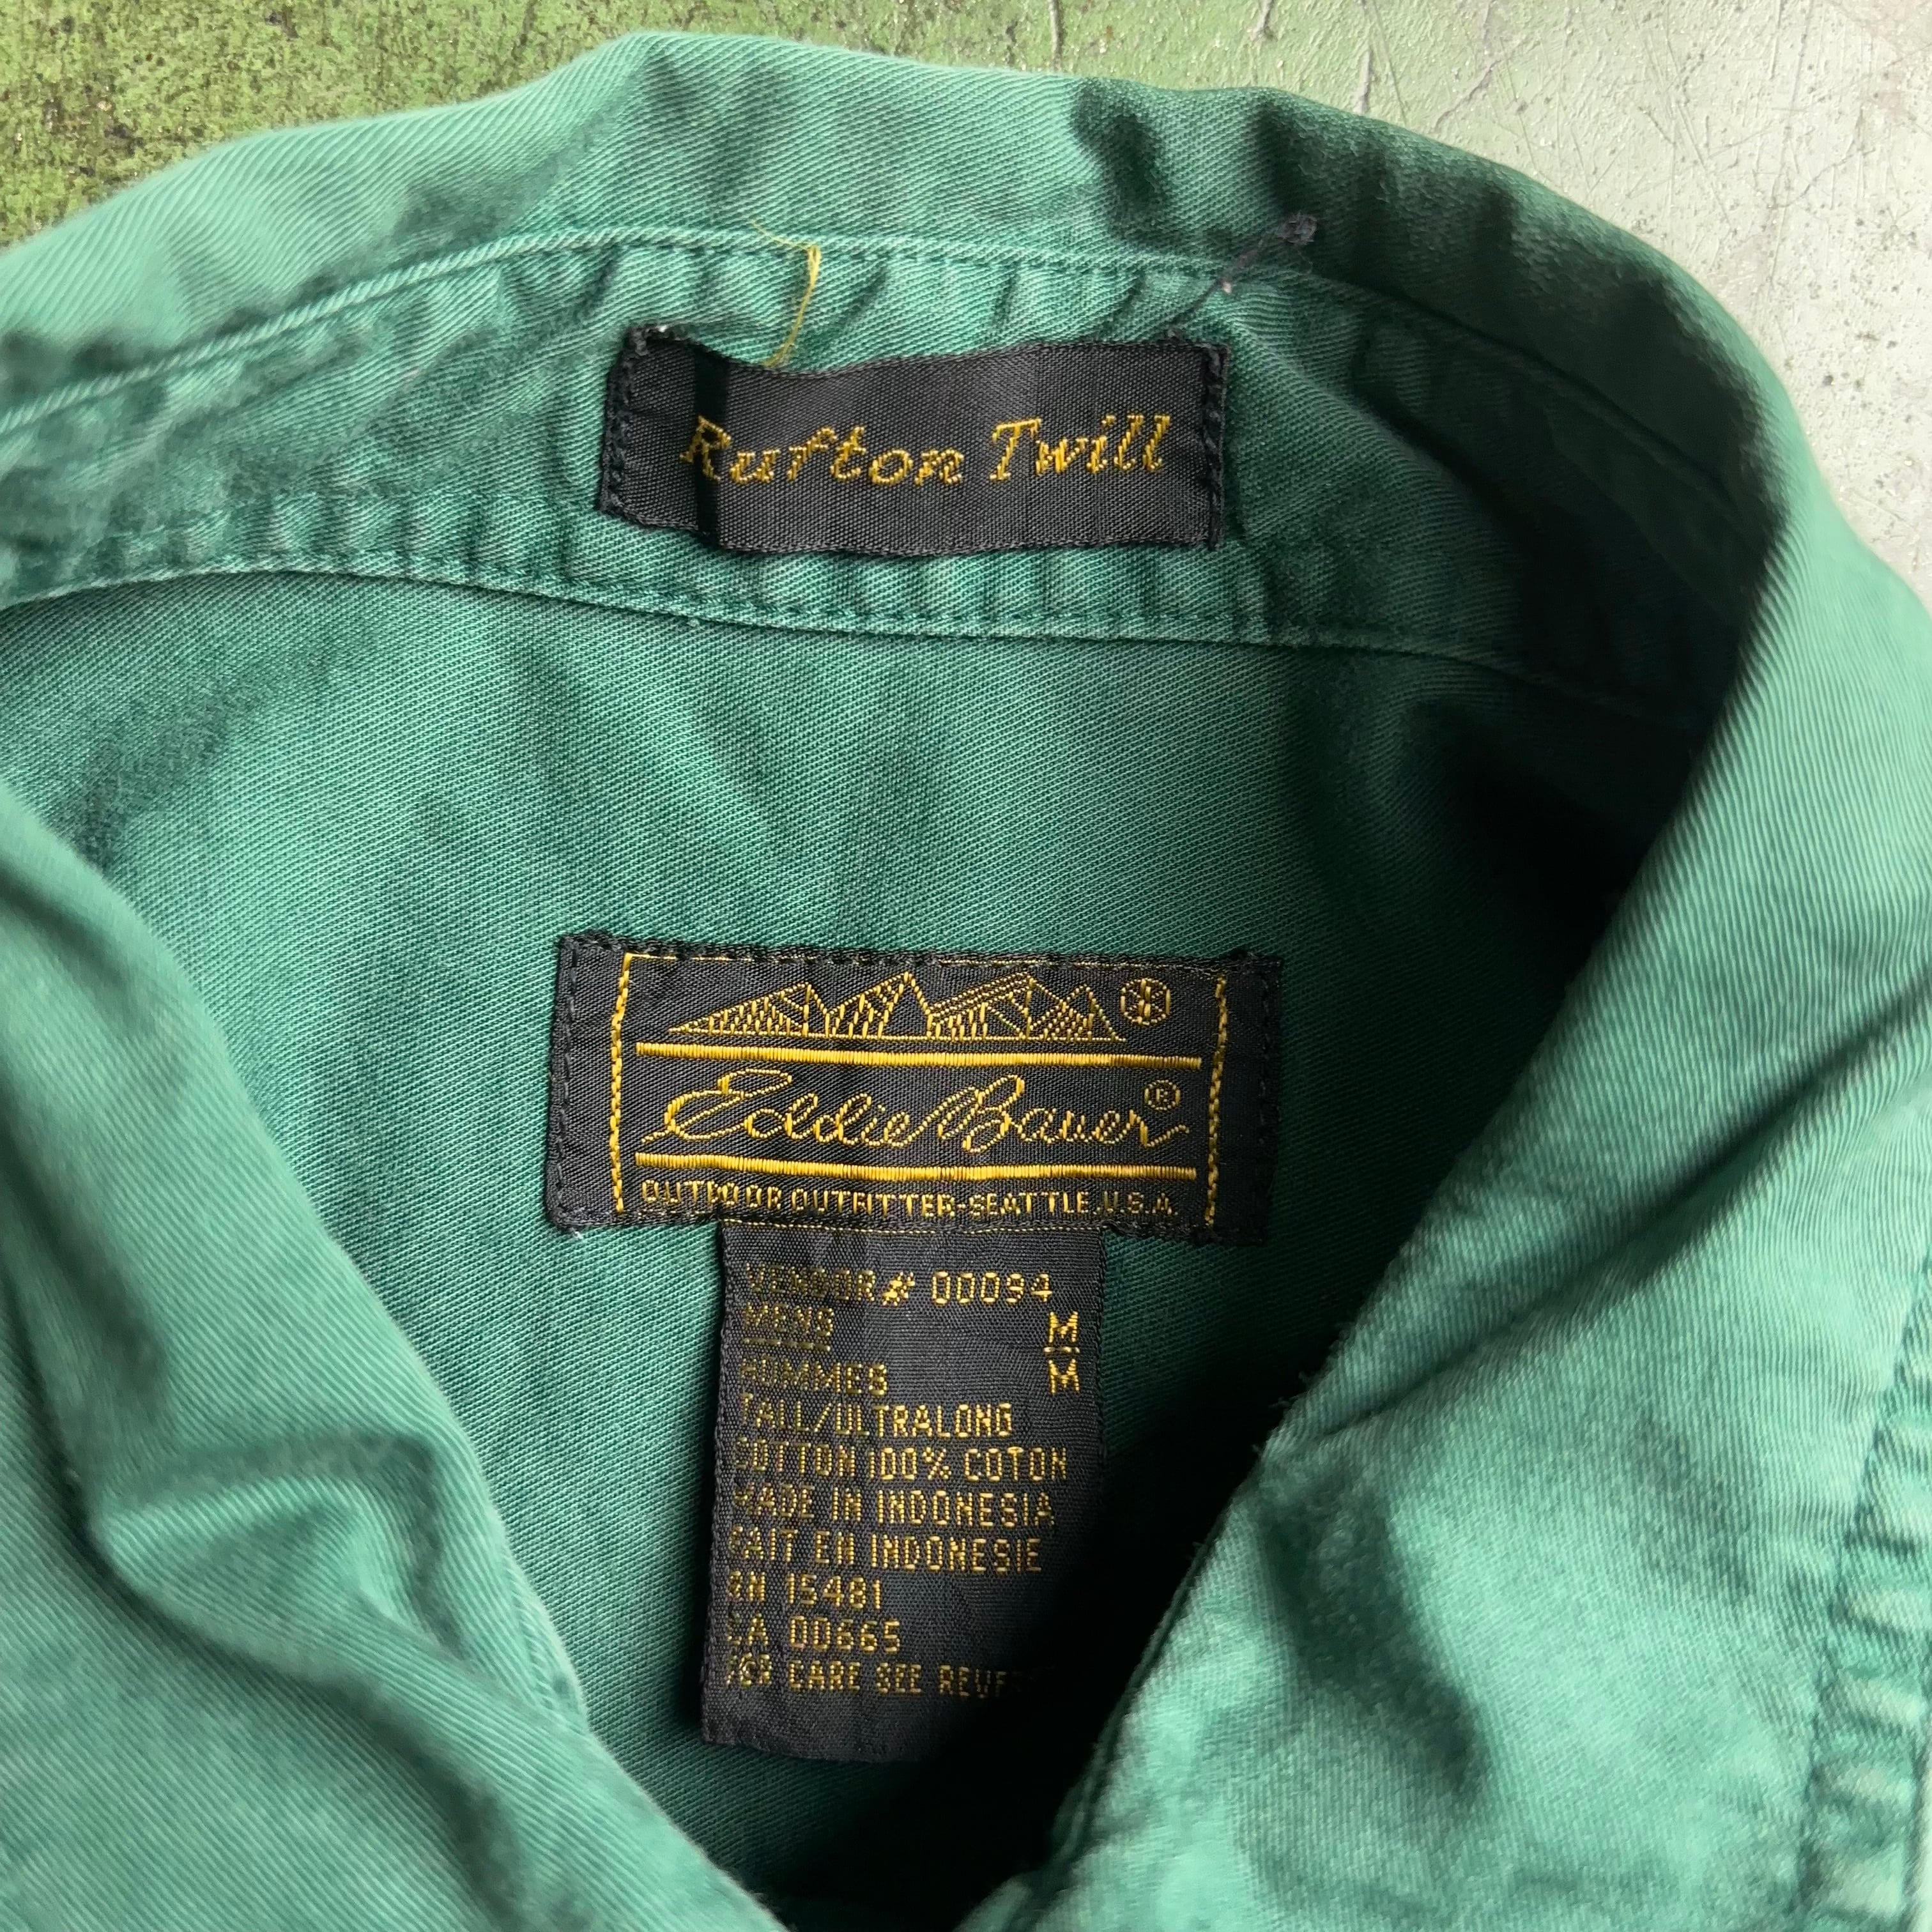 Rufton Twill
Eddie Bauer®
OUTDOOR OUTFITTER-SEATTLE, U.S.A.
VENDOR # 00094
MENS M
HOMMES M
TALL/ULTRALONG
COTTON 100% COTON
MADE IN INDONESIA
FAIT EN INDONESIE
RN 15481
CA 00665
FOR CARE SEE